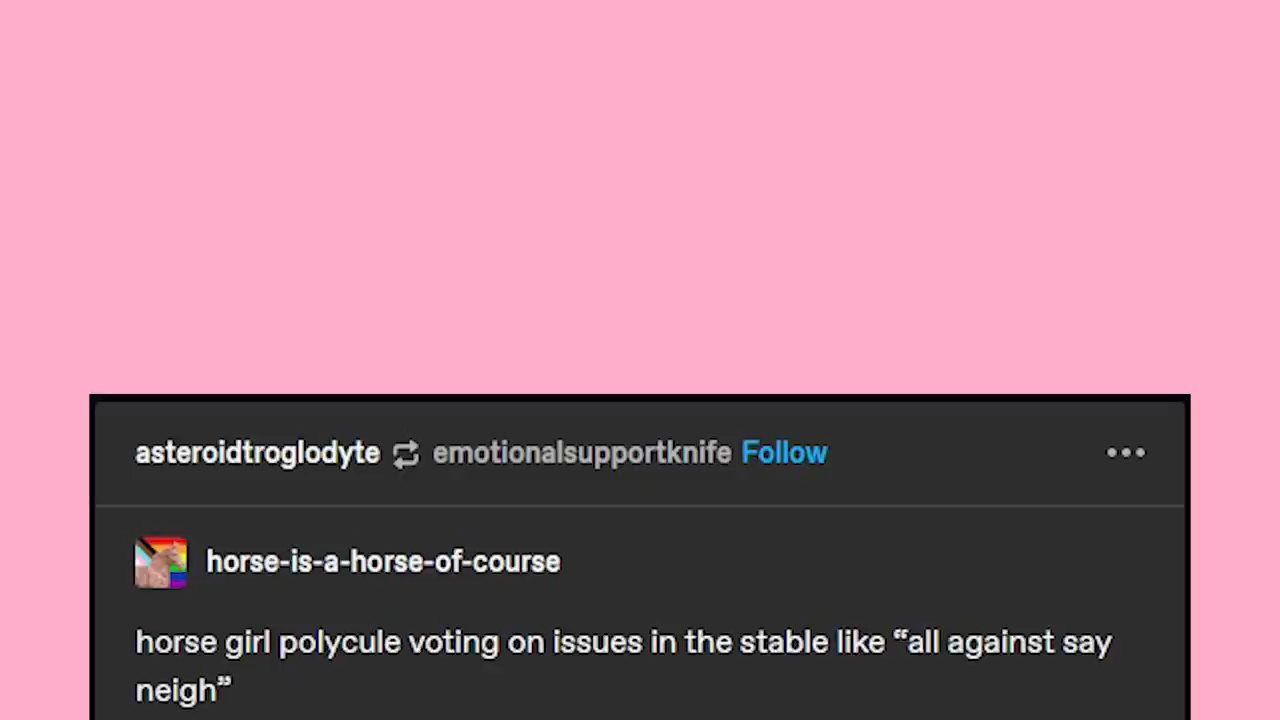 asteroidtroglodyte emotionalsupportknife Follow
horse-is-a-horse-of-course
horse girl polycule voting on issues in the stable like “all against say
neigh”